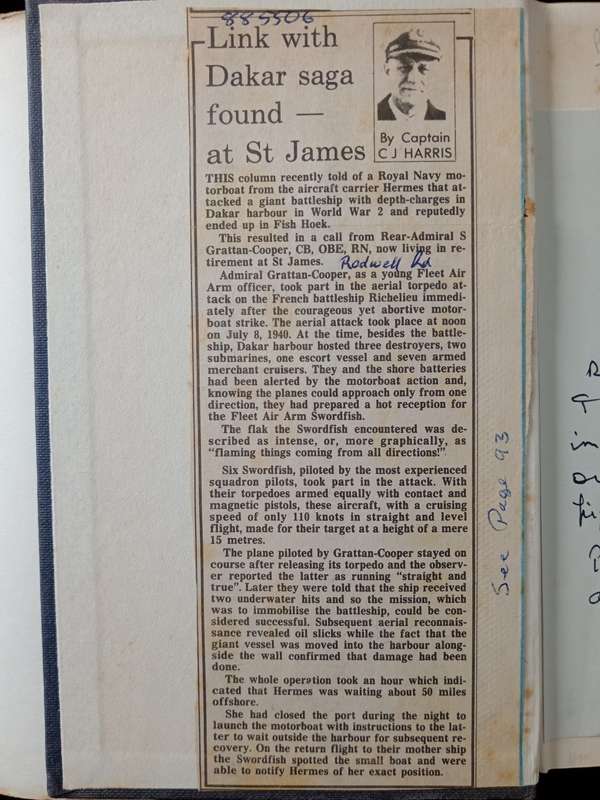 885506
Link with
Dakar saga
found —
at St James
By Captain
C J HARRIS
THIS column recently told of a Royal Navy mo-
torboat from the aircraft carrier Hermes that at-
tacked a giant battleship with depth-charges in
Dakar harbour in World War 2 and reputedly
ended up in Fish Hoek.
This resulted in a call from Rear-Admiral S
Grattan-Cooper, CB, OBE, RN, now living in re-
tirement at St James. Rodwell Rd
Admiral Grattan-Cooper, as a young Fleet Air
Arm officer, took part in the aerial torpedo at-
tack on the French battleship Richelieu immedi-
ately after the courageous yet abortive motor-
boat strike. The aerial attack took place at noon
on July 8, 1940. At the time, besides the battle-
ship, Dakar harbour hosted three destroyers, two
submarines, one escort vessel and seven armed
merchant cruisers. They and the shore batteries
had been alerted by the motorboat action and,
knowing the planes could approach only from one
direction, they had prepared a hot reception for
the Fleet Air Arm Swordfish.
The flak the Swordfish encountered was de-
scribed as intense, or, more graphically, as
"flaming things coming from all directions!"
Six Swordfish, piloted by the most experienced
squadron pilots, took part in the attack. With
their torpedoes armed equally with contact and
magnetic pistols, these aircraft, with a cruising
speed of only 110 knots in straight and level
flight, made for their target at a height of a mere
15 metres.
The plane piloted by Grattan-Cooper stayed on
course after releasing its torpedo and the observ-
er reported the latter as running "straight and
true". Later they were told that the ship received
two underwater hits and so the mission, which
was to immobilise the battleship, could be con-
sidered successful. Subsequent aerial reconnais-
sance revealed oil slicks while the fact that the
giant vessel was moved into the harbour along-
side the wall confirmed that damage had been
done.
The whole operation took an hour which indi-
cated that Hermes was waiting about 50 miles
offshore.
She had closed the port during the night to
launch the motorboat with instructions to the lat-
ter to wait outside the harbour for subsequent re-
covery. On the return flight to their mother ship
the Swordfish spotted the small boat and were
able to notify Hermes of her exact position.
See Page 93